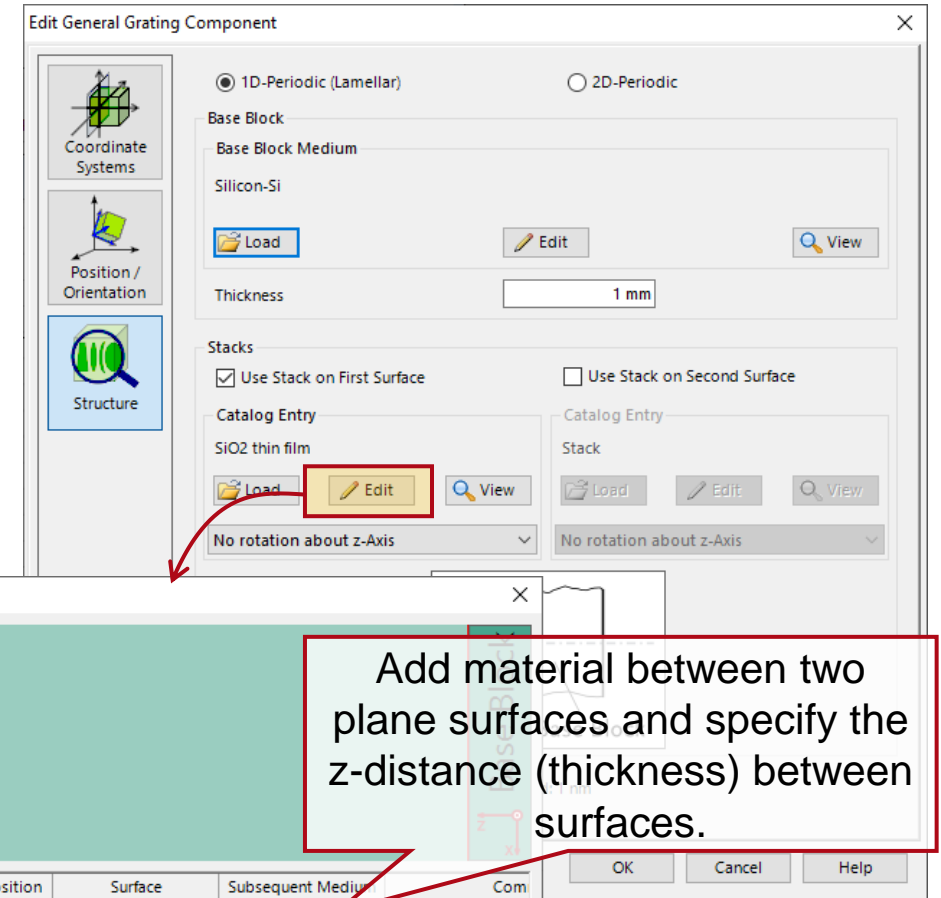 Edit General Grating Component
Coordinate
Systems
Position /
Orientation
Structure
1D-Periodic (Lamellar) 2D-Periodic
Base Block
Base Block Medium
Silicon-Si
Load Edit View
Thickness 1 mm
Stacks
Use Stack on First Surface Use Stack on Second Surface
Catalog Entry Catalog Entry
SiO2 thin film Stack
Load Edit View Load Edit View
No rotation about z-Axis No rotation about z-Axis
Base Block
Add material between two
plane surfaces and specify the
z-distance (thickness) between
surfaces.
z
x
OK Cancel Help
sition Surface Subsequent Medium Com